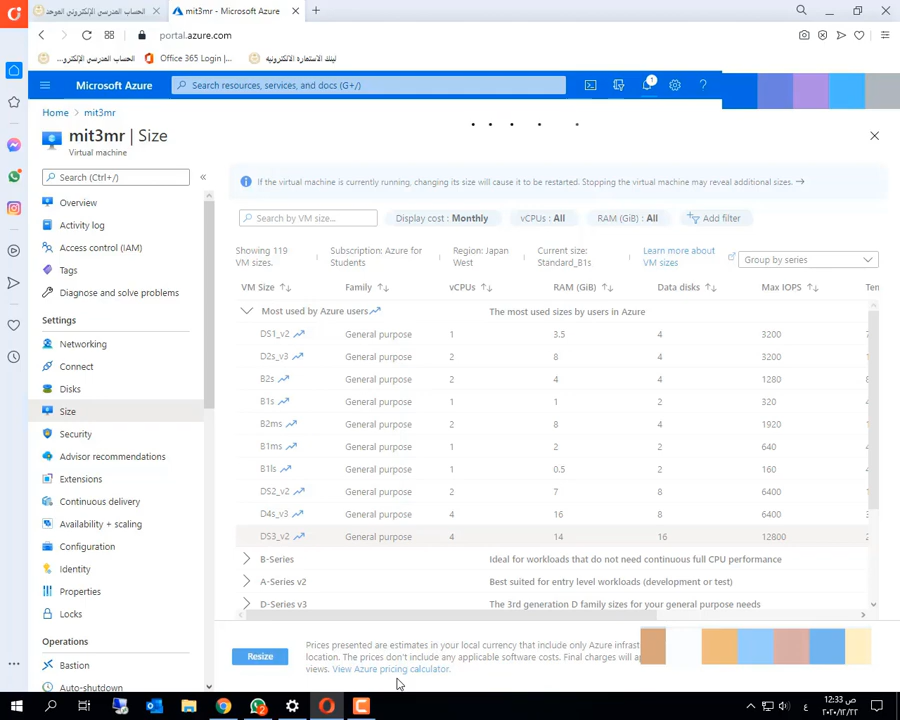 الحساب المدرسي الإلكتروني الموحد
mit3mr - Microsoft Azure
portal.azure.com
الحساب المدرسي الإلكترو...
Office 365 Login |...
لينك الاستعاره الالكترونيه
Microsoft Azure
Search resources, services, and docs (G+/)
1
Home > mit3mr
mit3mr | Size
Virtual machine
Search (Ctrl+/)
Overview
Activity log
Access control (IAM)
Tags
Diagnose and solve problems
Settings
Networking
Connect
Disks
Size
Security
Advisor recommendations
Extensions
Continuous delivery
Availability + scaling
Configuration
Identity
Properties
Locks
Operations
Bastion
Auto-shutdown
If the virtual machine is currently running, changing its size will cause it to be restarted. Stopping the virtual machine may reveal additional sizes. →
Search by VM size...
Display cost : Monthly
vCPUs : All
RAM (GiB) : All
Add filter
Showing 119 VM sizes.
Subscription: Azure for Students
Region: Japan West
Current size: Standard_B1s
Learn more about VM sizes
Group by series
VM Size Family vCPUs RAM (GiB) Data disks Max IOPS Ten
Most used by Azure users The most used sizes by users in Azure
DS1_v2 General purpose 1 3.5 4 3200
D2s_v3 General purpose 2 8 4 3200
B2s General purpose 2 4 4 1280
B1s General purpose 1 1 2 320
B2ms General purpose 2 8 4 1920
B1ms General purpose 1 2 2 640
B1ls General purpose 1 0.5 2 160
DS2_v2 General purpose 2 7 8 6400
D4s_v3 General purpose 4 16 8 6400
DS3_v2 General purpose 4 14 16 12800
B-Series Ideal for workloads that do not need continuous full CPU performance
A-Series v2 Best suited for entry level workloads (development or test)
D-Series v3 The 3rd generation D family sizes for your general purpose needs
Resize
Prices presented are estimates in your local currency that include only Azure infrast
location. The prices don't include any applicable software costs. Final charges will ap
views. View Azure pricing calculator.
12:33 ص
٢٠٢٠/١٢/٢٢
ع